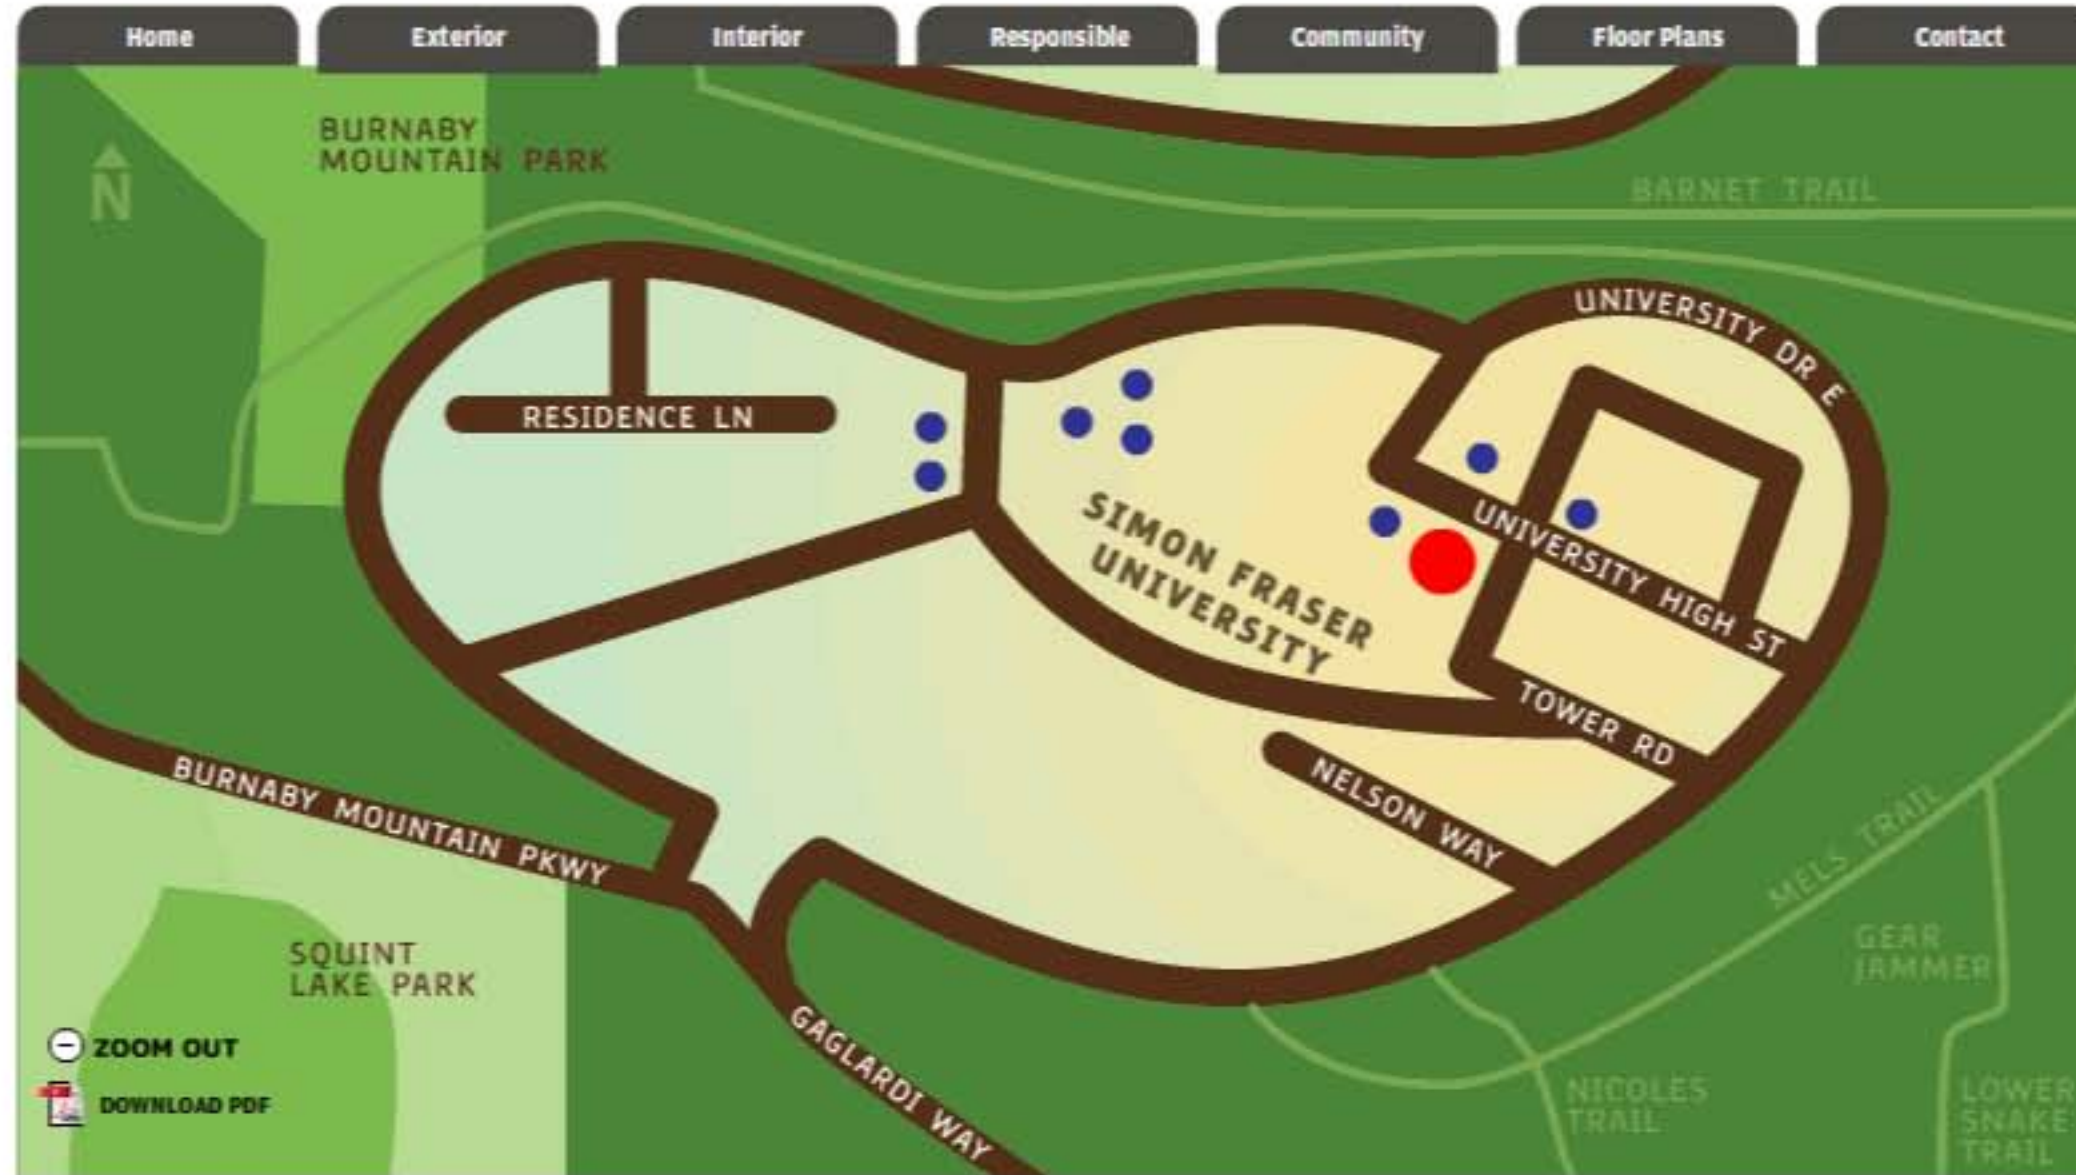 Home
Exterior
Interior
Responsible
Community
Floor Plans
Contact
BURNABY
MOUNTAIN PARK
N
BARNET TRAIL
UNIVERSITY DR E
RESIDENCE LN
SIMON FRASER
UNIVERSITY
UNIVERSITY HIGH ST
TOWER RD
NELSON WAY
BURNABY MOUNTAIN PKWY
MELS TRAIL
GEAR
JAMMER
SQUINT
LAKE PARK
GAGLARDI WAY
ZOOM OUT
DOWNLOAD PDF
NICOLES
TRAIL
LOWER
SNAKE
TRAIL